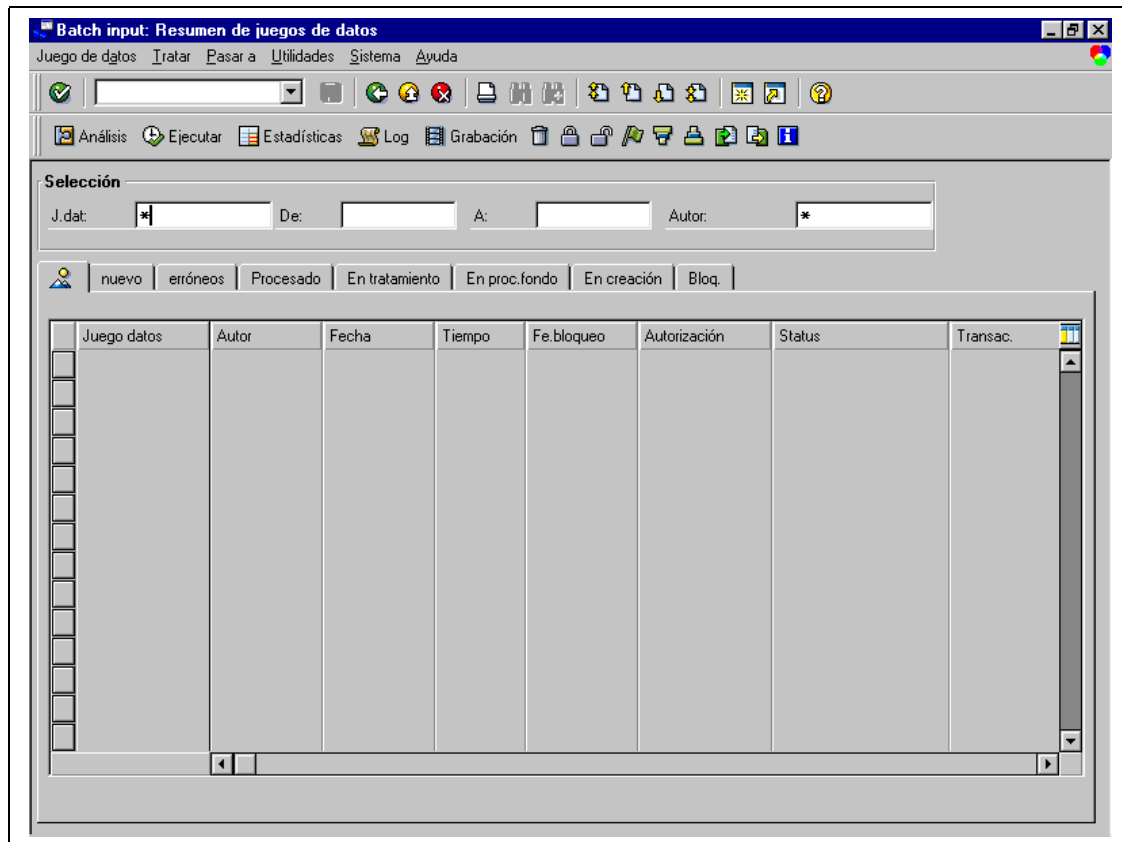 Batch input: Resumen de juegos de datos
Juego de datos Tratar Pasar a Utilidades Sistema Ayuda
Análisis Ejecutar Estadísticas Log Grabación
Selección
J.dat: * De: A: Autor: *
nuevo erróneos Procesado En tratamiento En proc.fondo En creación Bloq.
Juego datos Autor Fecha Tiempo Fe.bloqueo Autorización Status Transac.